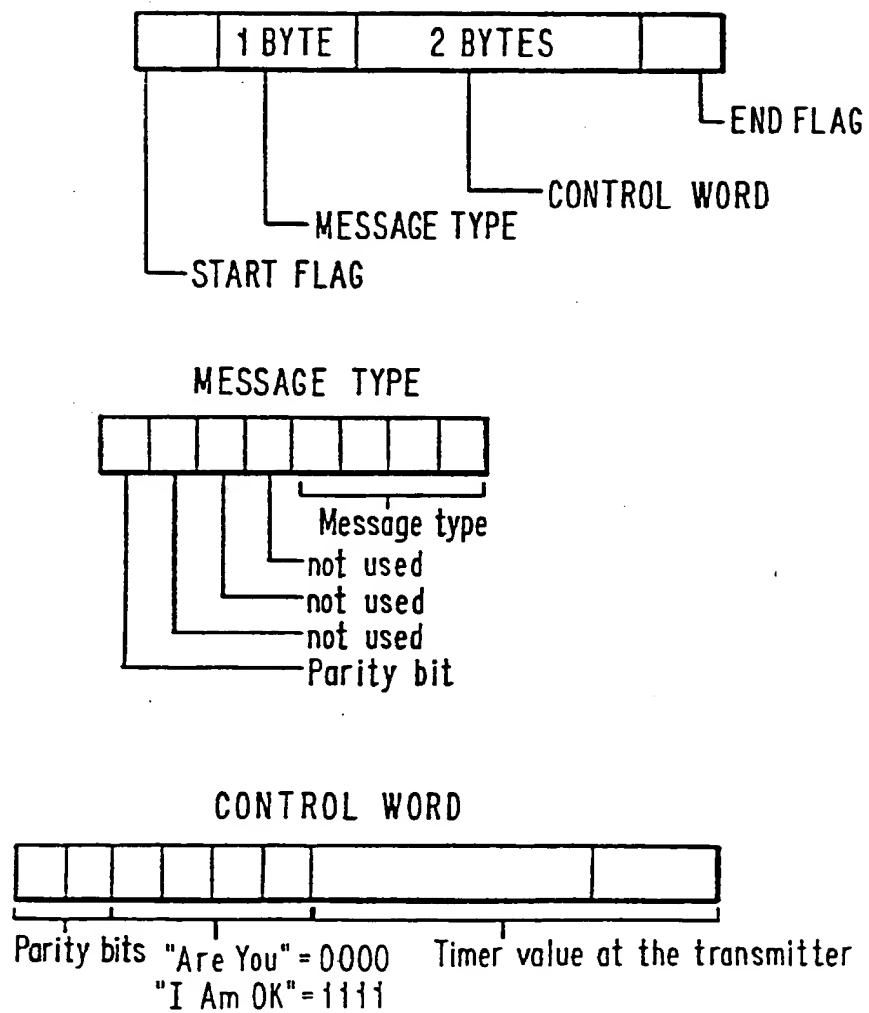 1 BYTE 2 BYTES
END FLAG
CONTROL WORD
MESSAGE TYPE
START FLAG
MESSAGE TYPE
Message type
not used
not used
not used
Parity bit
CONTROL WORD
Parity bits "Are You" = 0000 Timer value at the transmitter
"I Am OK" = 1111